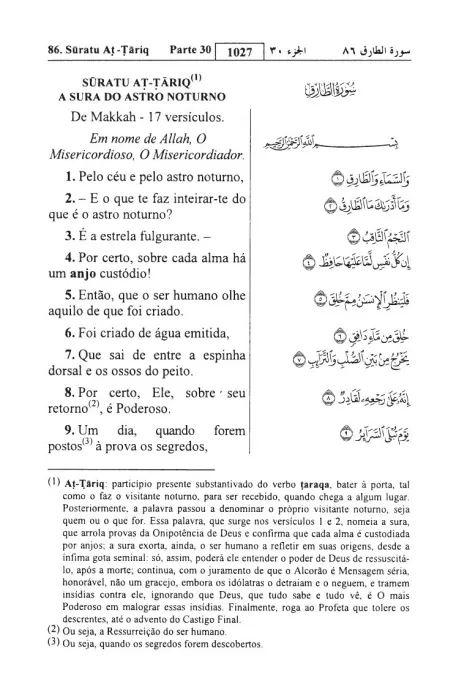 86. Sūratu Aṭ-Ṭāriq Parte 30 1027 الجزء ٣٠ سورة الطارق ٨٦
SŪRATU AṬ-ṬĀRIQ(1)
A SURA DO ASTRO NOTURNO
De Makkah - 17 versículos.
Em nome de Allah, O
Misericordioso, O Misericordiador.
1. Pelo céu e pelo astro noturno,
2. – E o que te faz inteirar-te do
que é o astro noturno?
3. É a estrela fulgurante. –
4. Por certo, sobre cada alma há
um anjo custódio!
5. Então, que o ser humano olhe
aquilo de que foi criado.
6. Foi criado de água emitida,
7. Que sai de entre a espinha
dorsal e os ossos do peito.
8. Por certo, Ele, sobre seu
retorno(2), é Poderoso.
9. Um dia, quando forem
postos(3) à prova os segredos,
سُورَةُ الطَّارِقِ
بِسْمِ اللَّهِ الرَّحْمَٰنِ الرَّحِيمِ
وَالسَّمَاءِ وَالطَّارِقِ ١
وَمَا أَدْرَاكَ مَا الطَّارِقُ ٢
النَّجْمُ الثَّاقِبُ ٣
إِن كُلُّ نَفْسٍ لَّمَّا عَلَيْهَا حَافِظٌ ٤
فَلْيَنظُرِ الْإِنسَانُ مِمَّ خُلِقَ ٥
خُلِقَ مِن مَّاءٍ دَافِقٍ ٦
يَخْرُجُ مِن بَيْنِ الصُّلْبِ وَالتَّرَائِبِ ٧
إِنَّهُ عَلَىٰ رَجْعِهِ لَقَادِرٌ ٨
يَوْمَ تُبْلَى السَّرَائِرُ ٩
(1) Aṭ-Ṭāriq: particípio presente substantivado do verbo ṭaraqa, bater à porta, tal
como o faz o visitante noturno, para ser recebido, quando chega a algum lugar.
Posteriormente, a palavra passou a denominar o próprio visitante noturno, seja
quem ou o que for. Essa palavra, que surge nos versículos 1 e 2, nomeia a sura,
que arrola provas da Onipotência de Deus e confirma que cada alma é custodiada
por anjos; a sura exorta, ainda, o ser humano a refletir em suas origens, desde a
ínfima gota seminal: só, assim, poderá ele entender o poder de Deus de ressuscitá-
lo, após a morte; continua, com o juramento de que o Alcorão é Mensagem séria,
honorável, não um gracejo, embora os idólatras o detraiam e o neguem, e tramem
insídias contra ele, ignorando que Deus, que tudo sabe e tudo vê, é O mais
Poderoso em malograr essas insídias. Finalmente, roga ao Profeta que tolere os
descrentes, até o advento do Castigo Final.
(2) Ou seja, a Ressurreição do ser humano.
(3) Ou seja, quando os segredos forem descobertos.